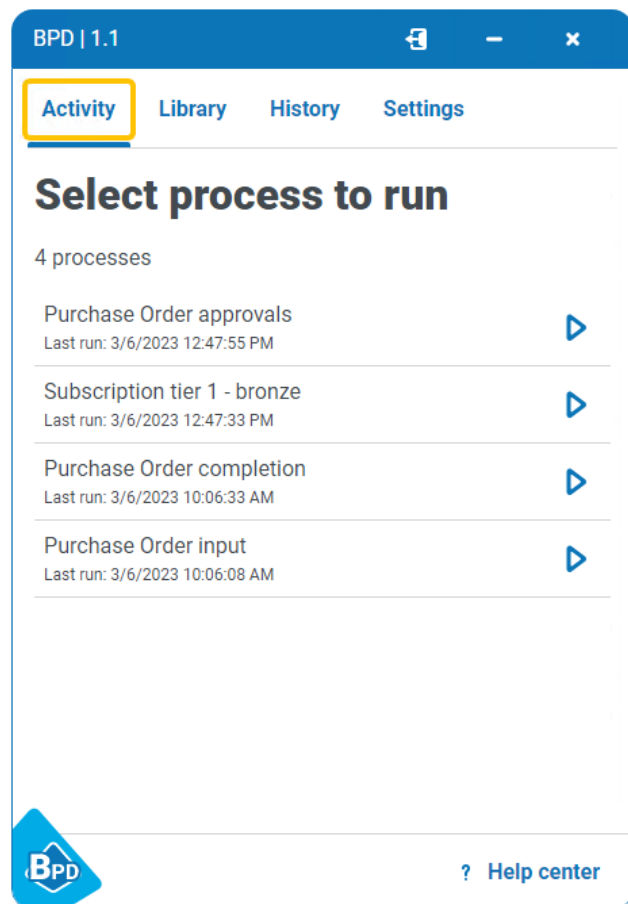 BPD | 1.1
Activity Library History Settings
Select process to run
4 processes
Purchase Order approvals
Last run: 3/6/2023 12:47:55 PM
Subscription tier 1 - bronze
Last run: 3/6/2023 12:47:33 PM
Purchase Order completion
Last run: 3/6/2023 10:06:33 AM
Purchase Order input
Last run: 3/6/2023 10:06:08 AM
BPD
? Help center